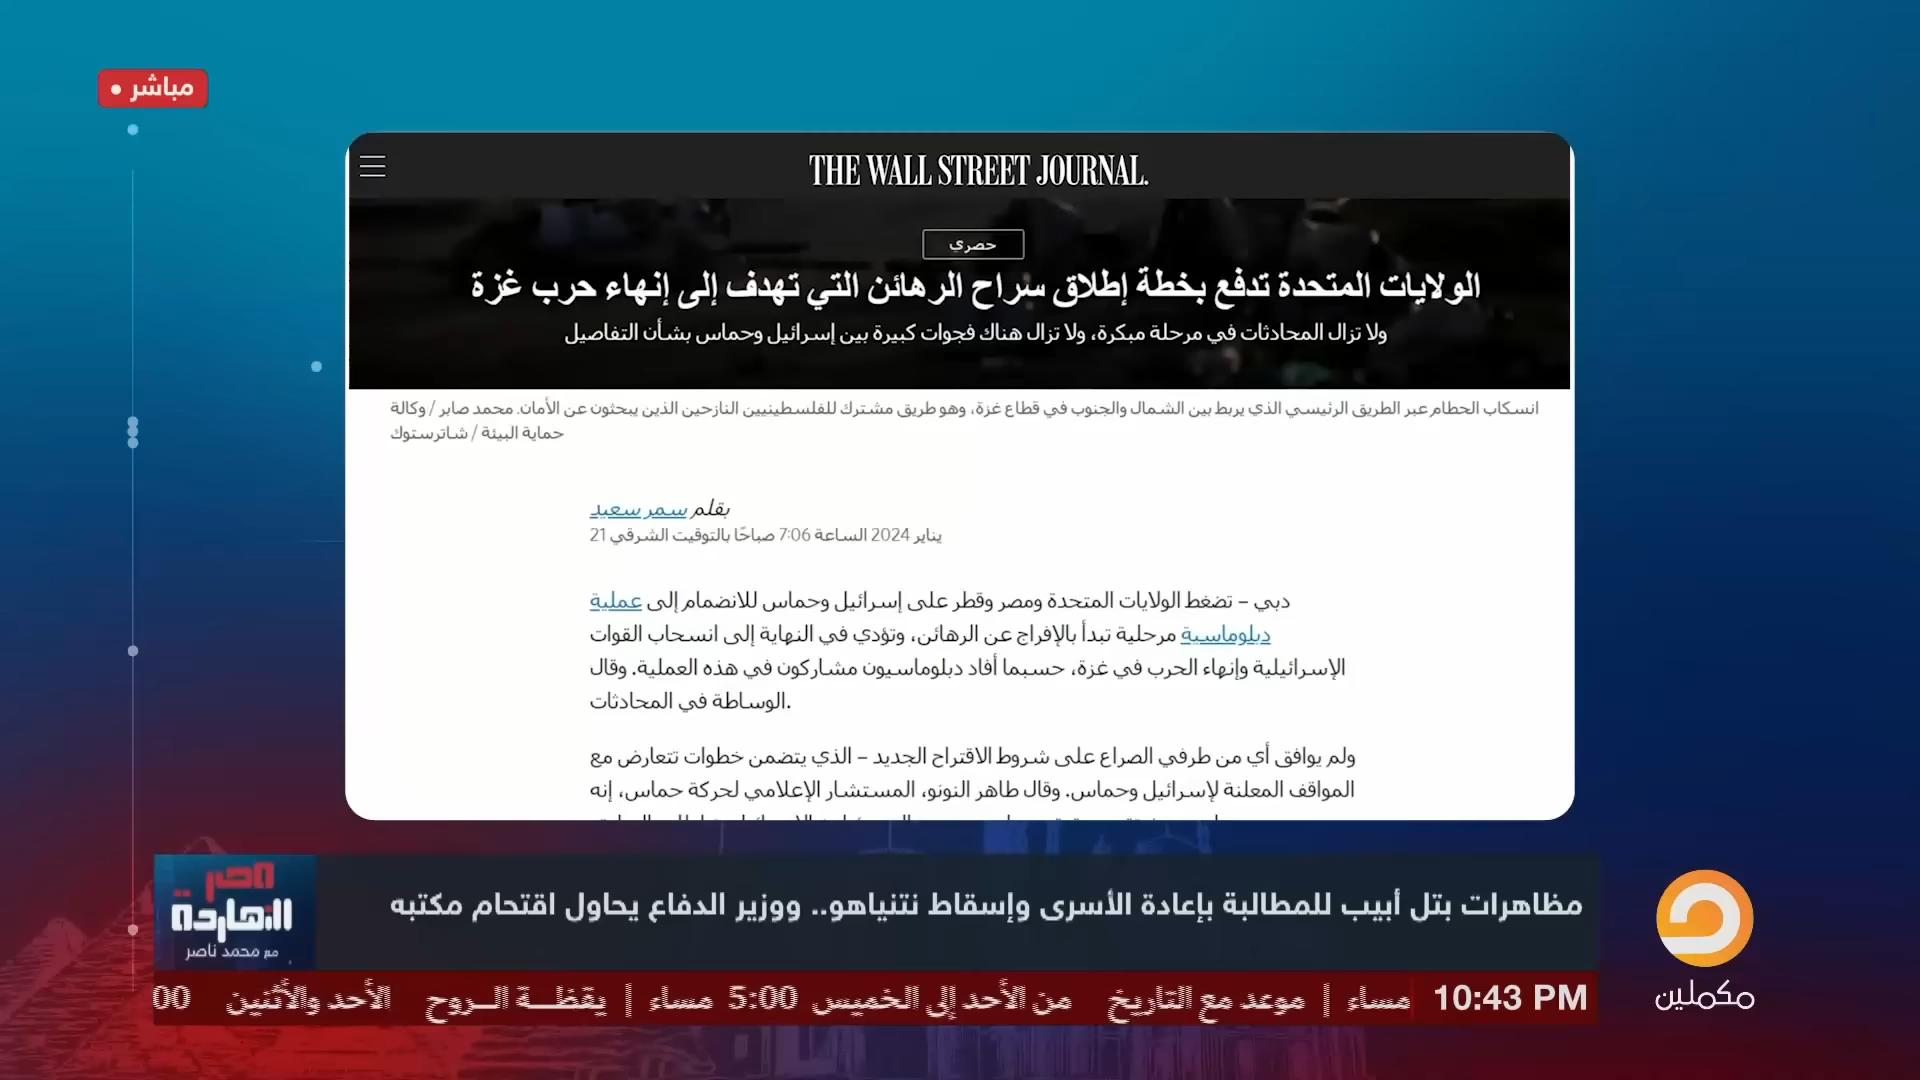 مباشر
THE WALL STREET JOURNAL.
حصري
الولايات المتحدة تدفع بخطة إطلاق سراح الرهائن التي تهدف إلى إنهاء حرب غزة
ولا تزال المحادثات في مرحلة مبكرة، ولا تزال هناك فجوات كبيرة بين إسرائيل وحماس بشأن التفاصيل
انسكاب الحطام عبر الطريق الرئيسي الذي يربط بين الشمال والجنوب في قطاع غزة، وهو طريق مشترك للفلسطينيين النازحين الذين يبحثون عن الأمان. محمد صابر / وكالة
حماية البيئة / شاترستوك
بقلم سمر سعيد
يناير 2024 الساعة 7:06 صباحًا بالتوقيت الشرقي 21
دبي – تضغط الولايات المتحدة ومصر وقطر على إسرائيل وحماس للانضمام إلى عملية
دبلوماسية مرحلية تبدأ بالإفراج عن الرهائن، وتؤدي في النهاية إلى انسحاب القوات
الإسرائيلية وإنهاء الحرب في غزة، حسبما أفاد دبلوماسيون مشاركون في هذه العملية. وقال
الوساطة في المحادثات.
ولم يوافق أي من طرفي الصراع على شروط الاقتراح الجديد – الذي يتضمن خطوات تتعارض مع
المواقف المعلنة لإسرائيل وحماس. وقال طاهر النونو، المستشار الإعلامي لحركة حماس، إنه
مظاهرات بتل أبيب للمطالبة بإعادة الأسرى وإسقاط نتنياهو.. ووزير الدفاع يحاول اقتحام مكتبه
مصر
النهاردة
مع محمد ناصر
10:43 PM
مساء | موعد مع التاريخ من الأحد إلى الخميس 5:00 مساء | يقظة الروح الأحد والأثنين 00
مكملين